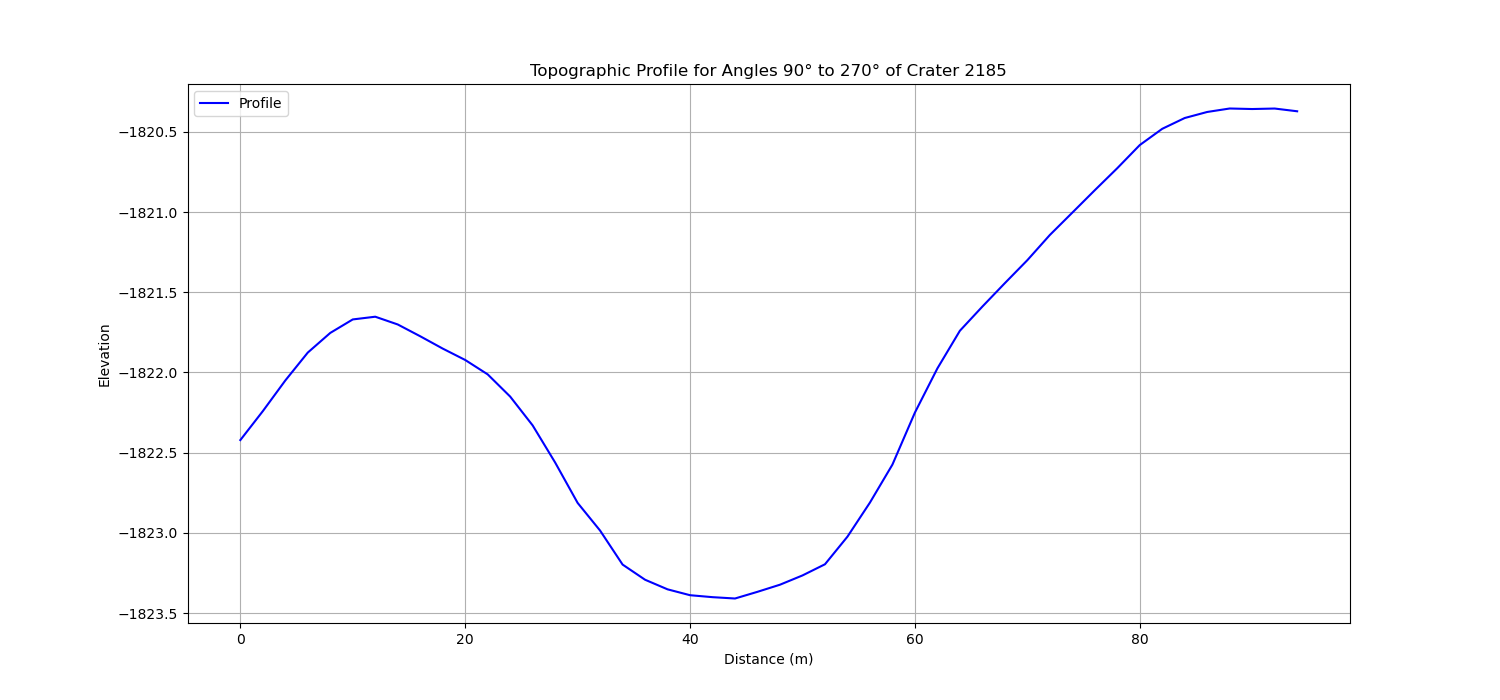 Topographic Profile for Angles 90° to 270° of Crater 2185
Profile
−1820.5
−1821.0
−1821.5
−1822.0
−1822.5
−1823.0
−1823.5
Elevation
0 20 40 60 80
Distance (m)